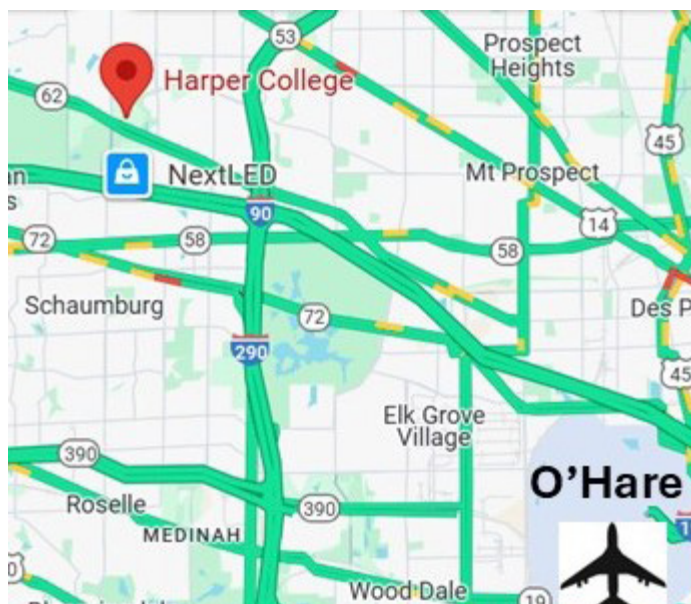 53
Prospect
Heights
Harper College
62
45
NextLED
Mt Prospect
90
14
72
58
58
Schaumburg
72
Des P
290
45
Elk Grove
Village
390
O'Hare
Roselle
390
MEDINAH
Wood Dale
19